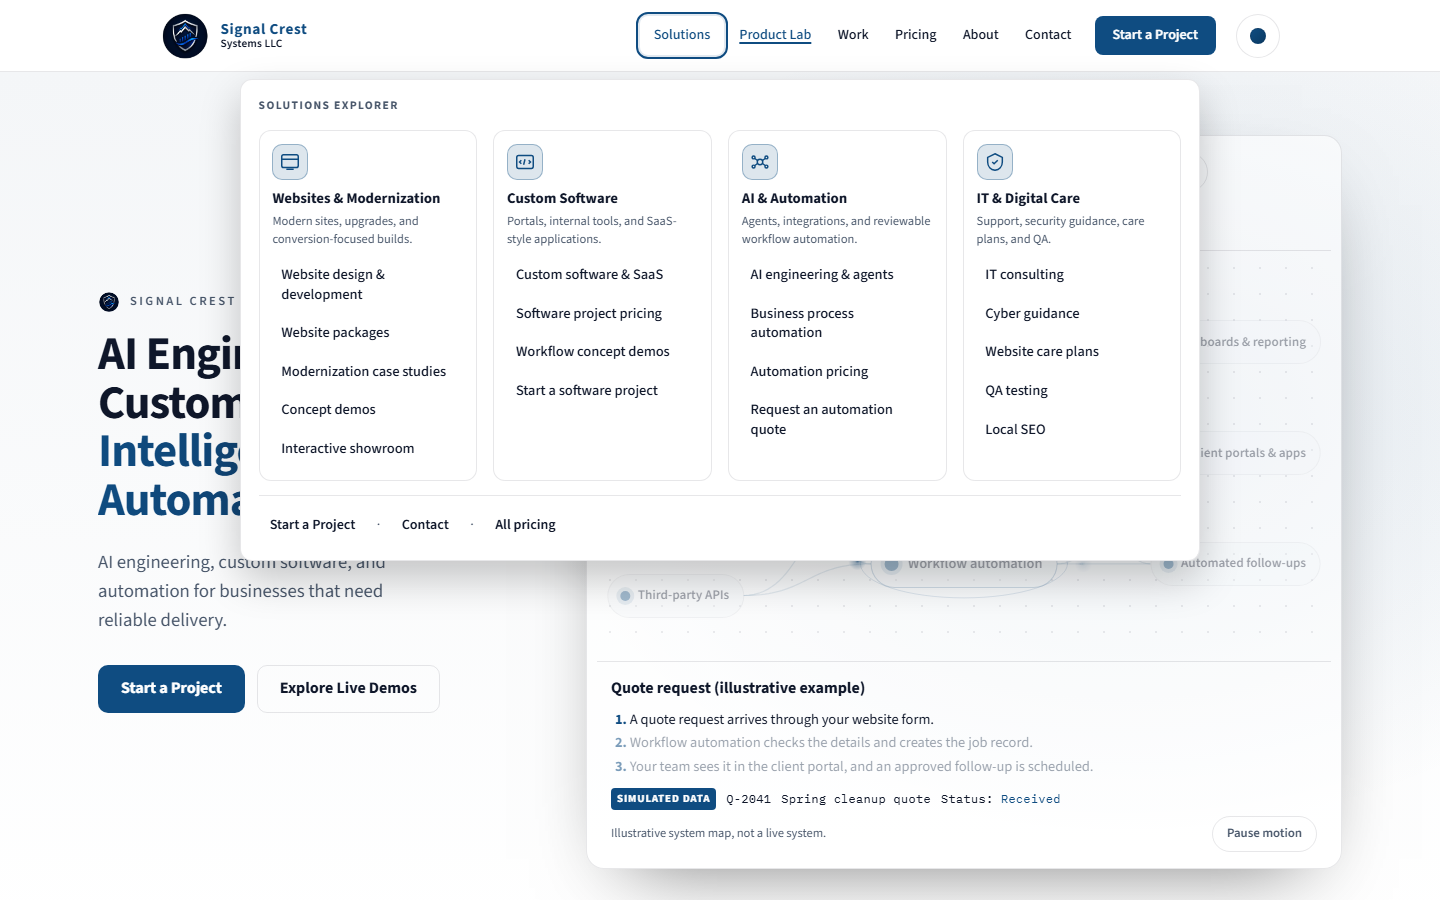 Signal Crest
Systems LLC
Solutions
Product Lab
Work
Pricing
About
Contact
Start a Project
SOLUTIONS EXPLORER
Websites & Modernization
Modern sites, upgrades, and
conversion-focused builds.
Website design &
development
Website packages
Modernization case studies
Concept demos
Interactive showroom
Custom Software
Portals, internal tools, and SaaS-
style applications.
Custom software & SaaS
Software project pricing
Workflow concept demos
Start a software project
AI & Automation
Agents, integrations, and reviewable
workflow automation.
AI engineering & agents
Business process
automation
Automation pricing
Request an automation
quote
IT & Digital Care
Support, security guidance, care
plans, and QA.
IT consulting
Cyber guidance
Website care plans
QA testing
Local SEO
Start a Project · Contact · All pricing
SIGNAL CREST
AI
Custom
AI engineering, custom software, and
automation for businesses that need
reliable delivery.
Start a Project
Explore Live Demos
& reporting
portals & apps
Automated follow-ups
Workflow automation
Third-party APIs
Quote request (illustrative example)
1. A quote request arrives through your website form.
2. Workflow automation checks the details and creates the job record.
3. Your team sees it in the client portal, and an approved follow-up is scheduled.
SIMULATED DATA Q-2041 Spring cleanup quote Status: Received
Illustrative system map, not a live system.
Pause motion